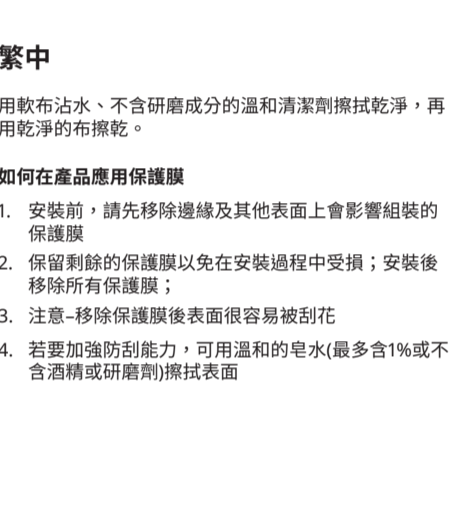 繁中
用軟布沾水、不含研磨成分的溫和清潔劑擦拭乾淨，再
用乾淨的布擦乾。
如何在產品應用保護膜
1. 安裝前，請先移除邊緣及其他表面上會影響組裝的
保護膜
2. 保留剩餘的保護膜以免在安裝過程中受損；安裝後
移除所有保護膜；
3. 注意–移除保護膜後表面很容易被刮花
4. 若要加強防刮能力，可用溫和的皂水(最多含1%或不
含酒精或研磨劑)擦拭表面